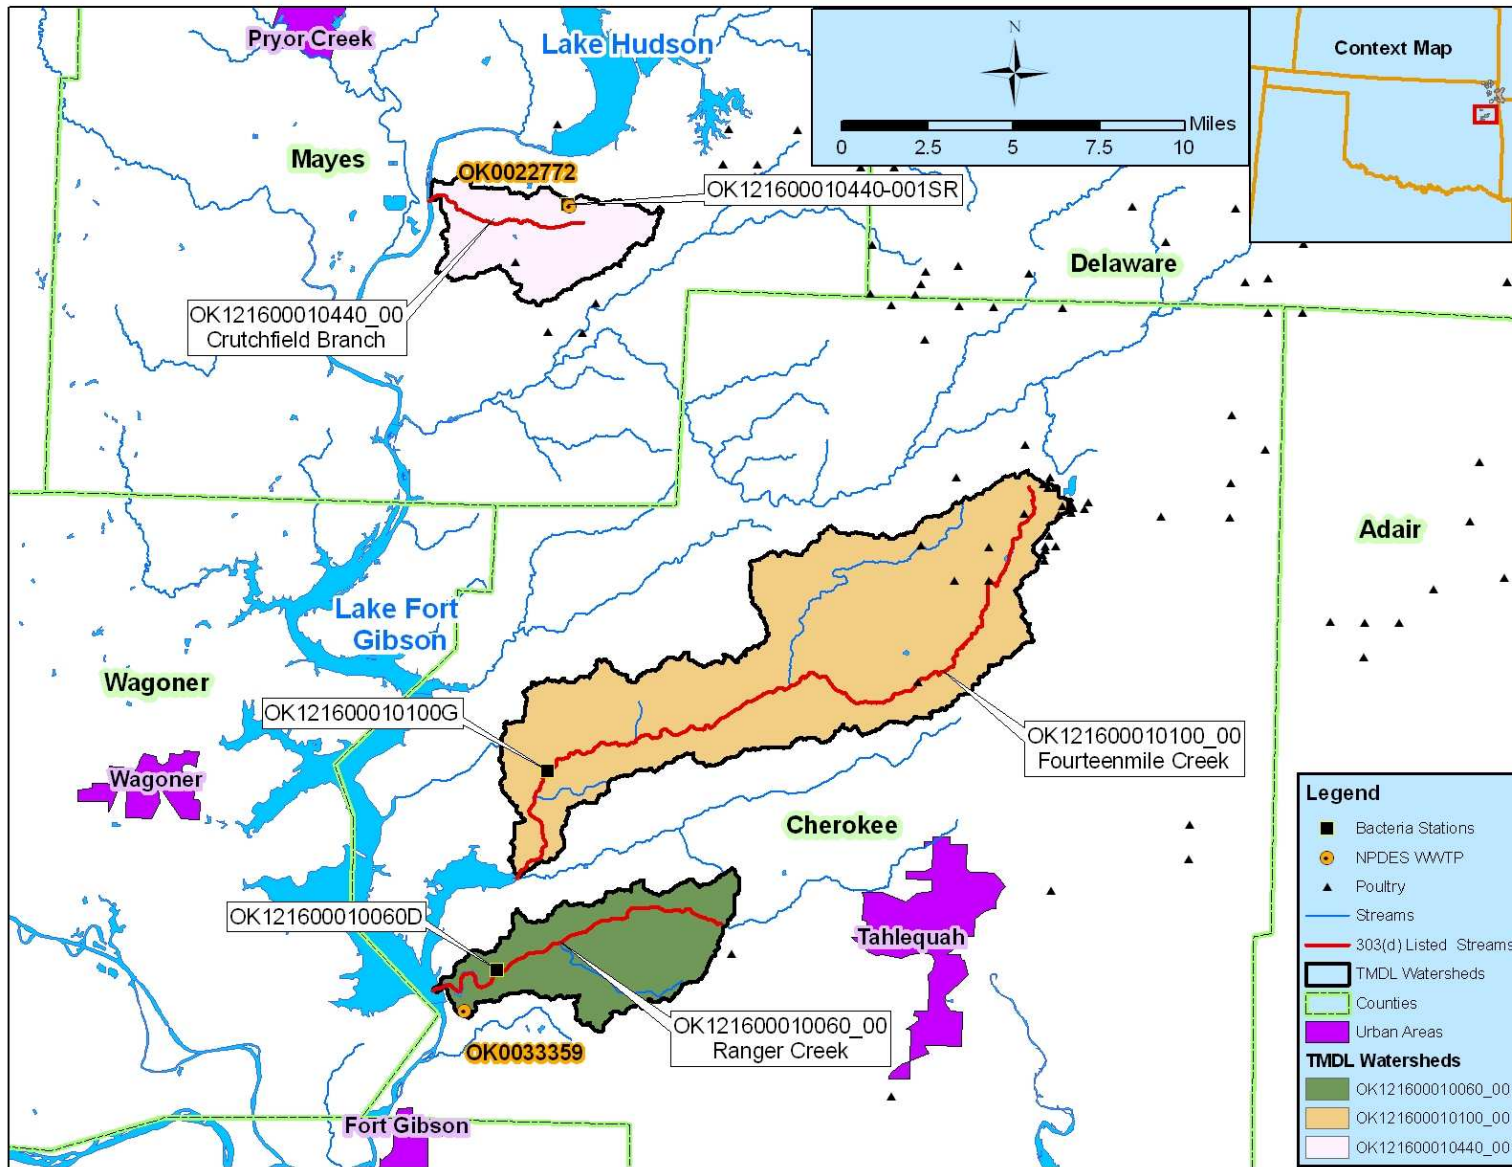 Pryor Creek
Lake Hudson
N
Miles
0
2.5
5
7.5
10
Context Map
Mayes
OK0022772
OK121600010440-001SR
Delaware
OK121600010440_00
Crutchfield Branch
Adair
Lake Fort
Gibson
Wagoner
OK121600010100G
OK121600010100_00
Fourteenmile Creek
Wagoner
Cherokee
OK121600010060D
Tahlequah
OK121600010060_00
Ranger Creek
OK0033359
Fort Gibson
Legend
Bacteria Stations
NPDES WWTP
Poultry
Streams
303(d) Listed Streams
TMDL Watersheds
Counties
Urban Areas
TMDL Watersheds
OK121600010060_00
OK121600010100_00
OK121600010440_00